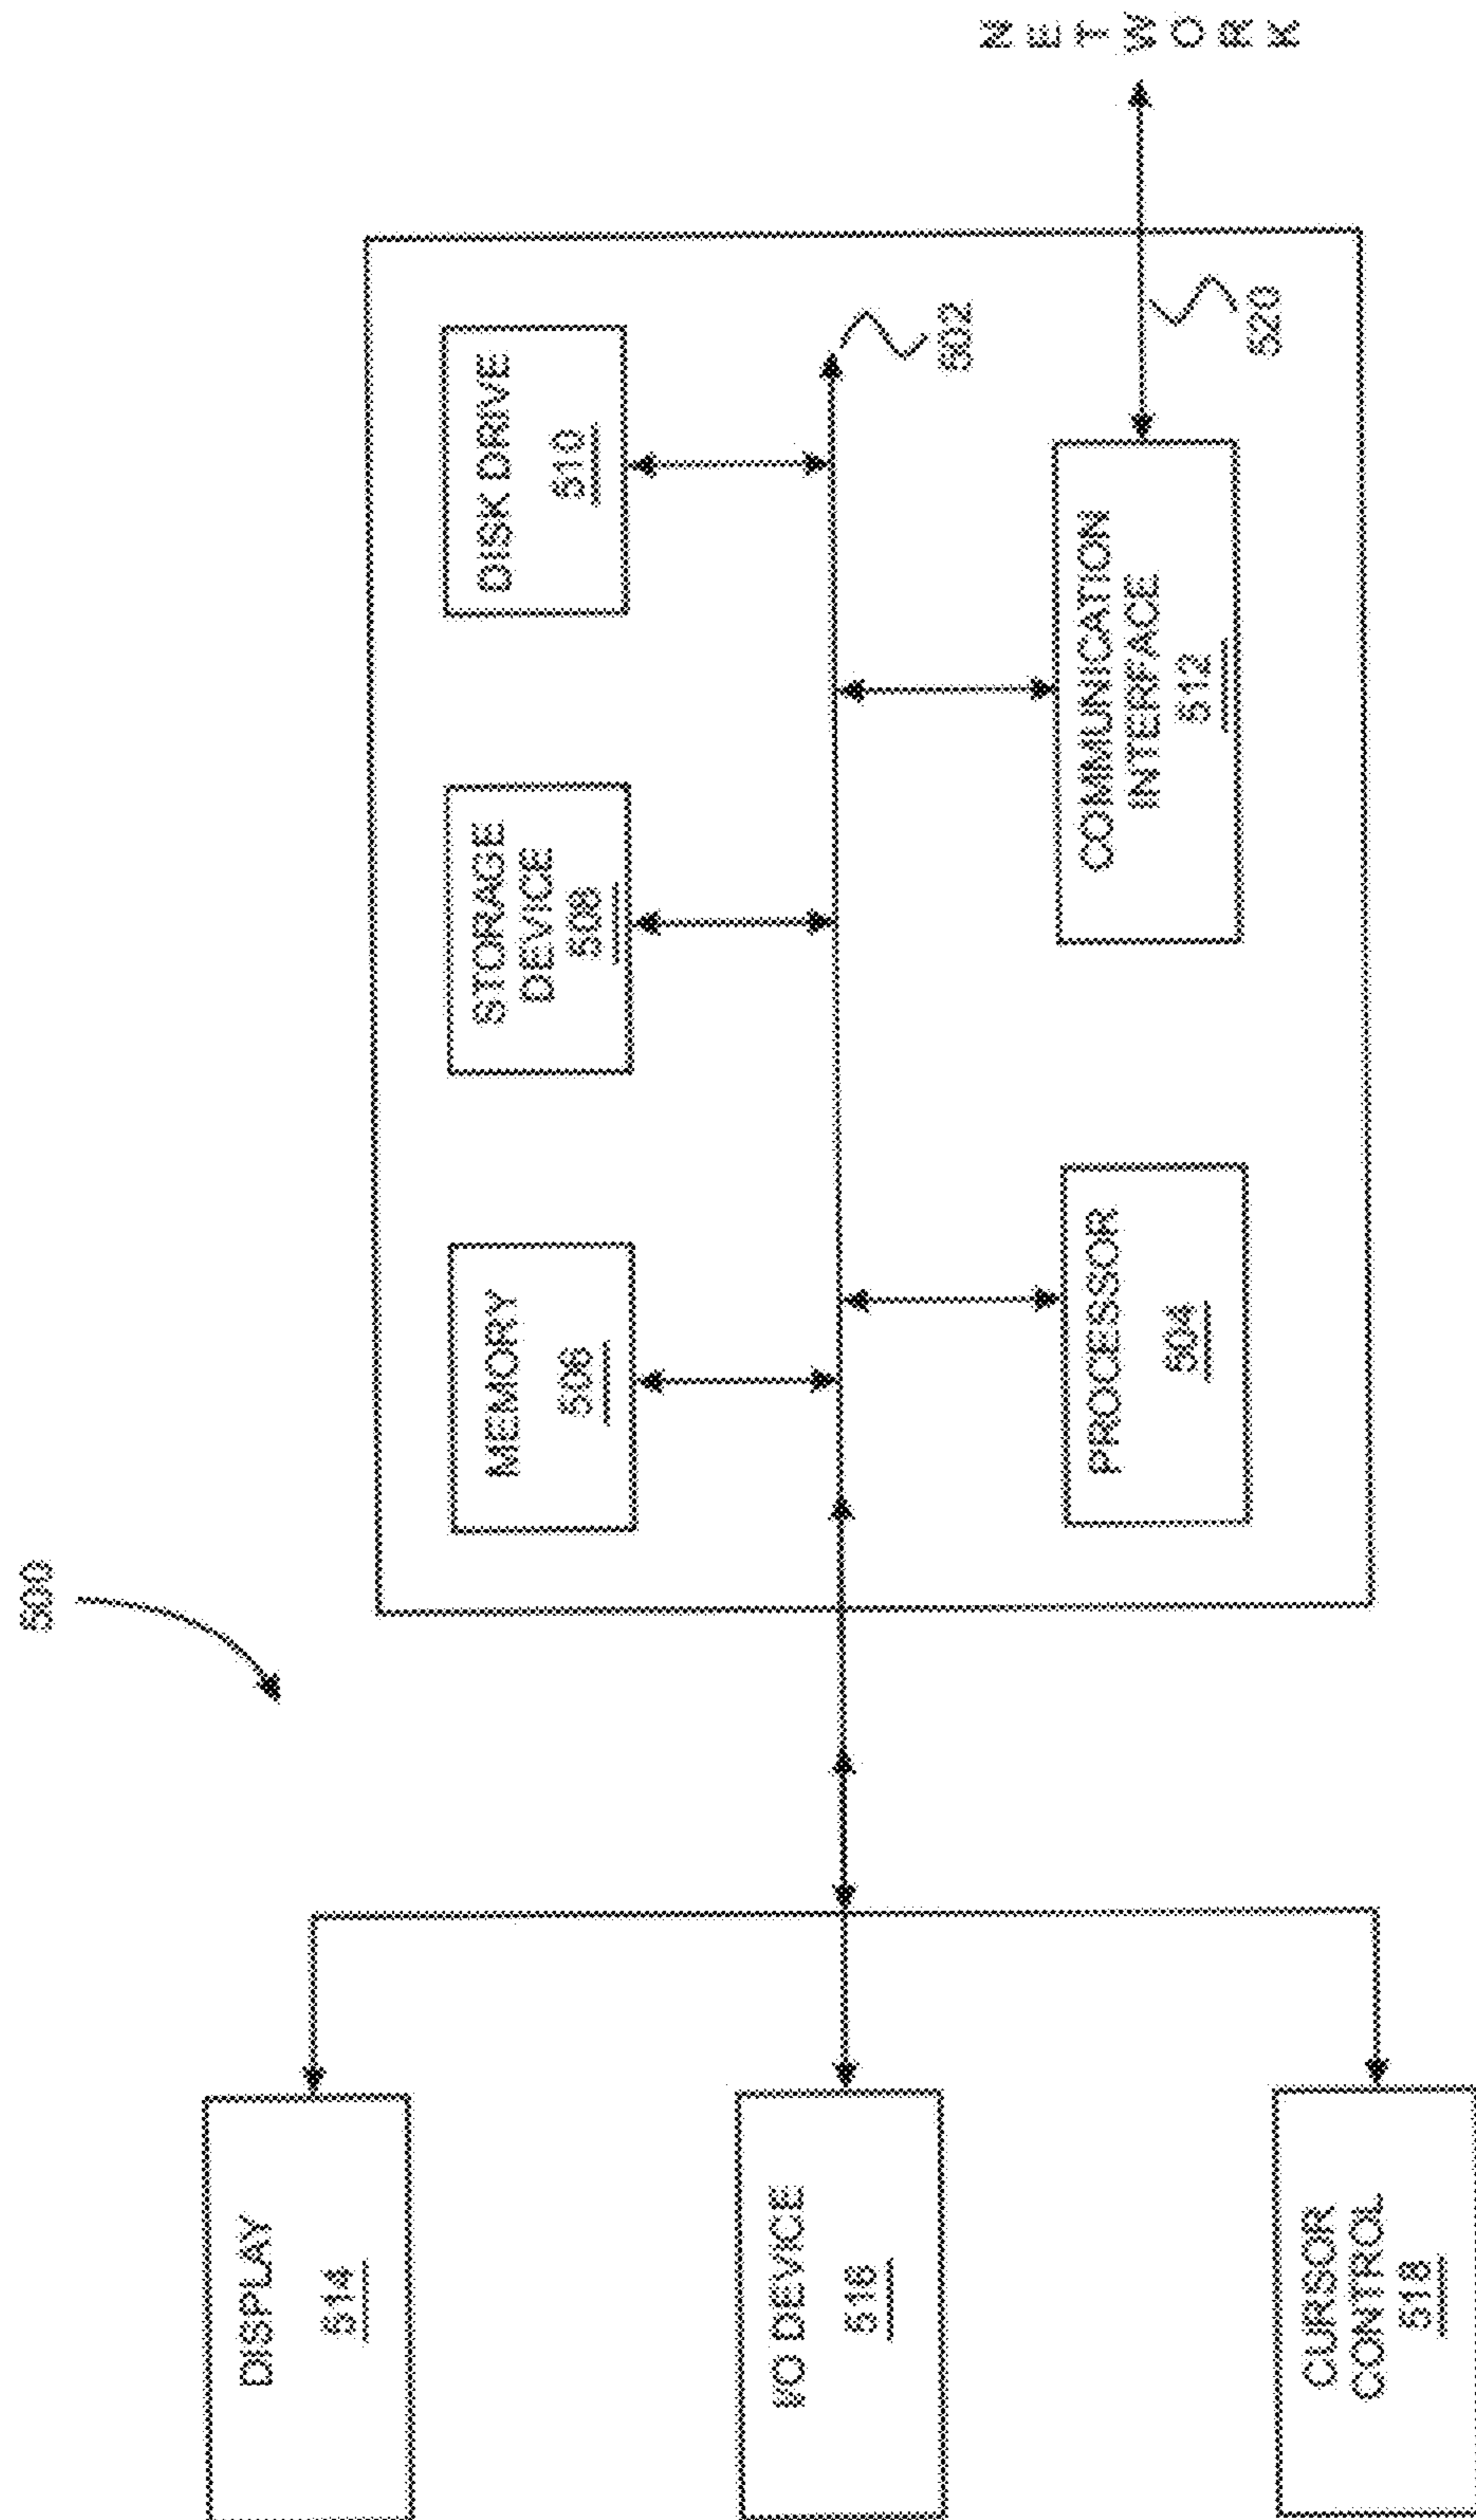 500
DISPLAY
514
I/O DEVICE
516
CURSOR
CONTROL
518
MEMORY
506
STORAGE
DEVICE
508
DISK DRIVE
510
502
PROCESSOR
504
COMMUNICATION
INTERFACE
512
520
N
E
T
W
O
R
K